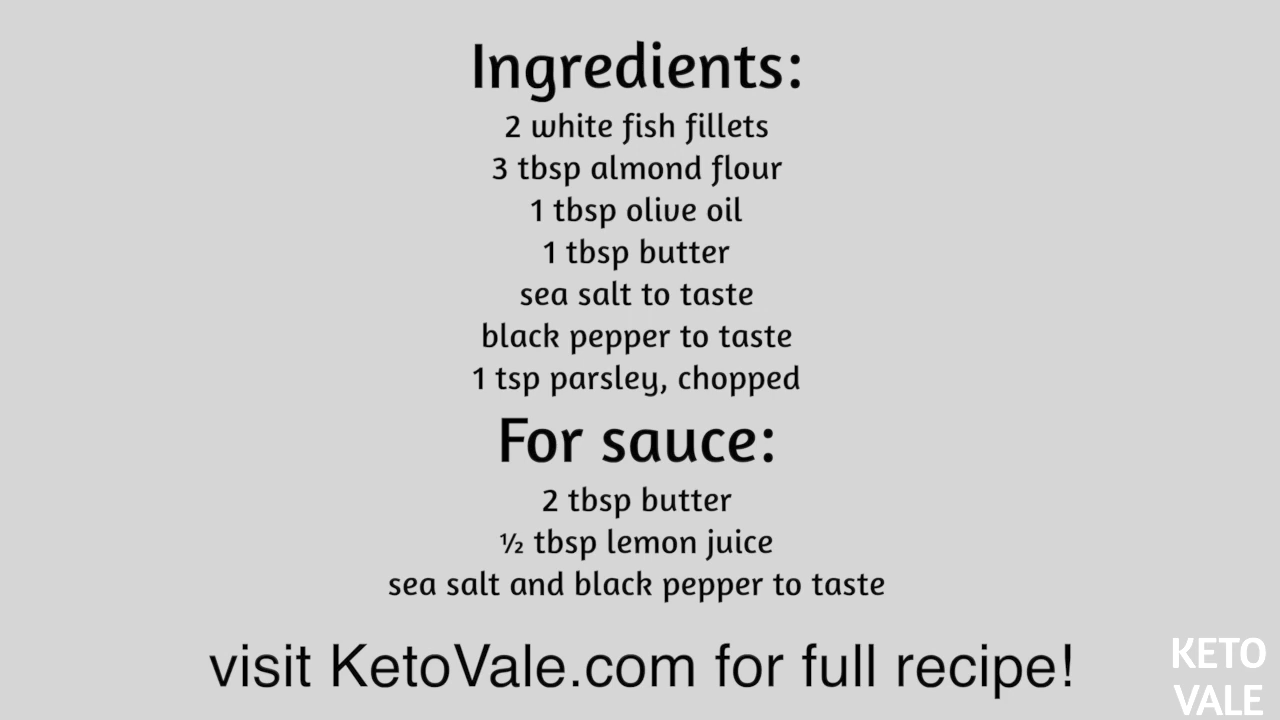 Ingredients:
2 white fish fillets
3 tbsp almond flour
1 tbsp olive oil
1 tbsp butter
sea salt to taste
black pepper to taste
1 tsp parsley, chopped
For sauce:
2 tbsp butter
½ tbsp lemon juice
sea salt and black pepper to taste
visit KetoVale.com for full recipe!
KETO
VALE